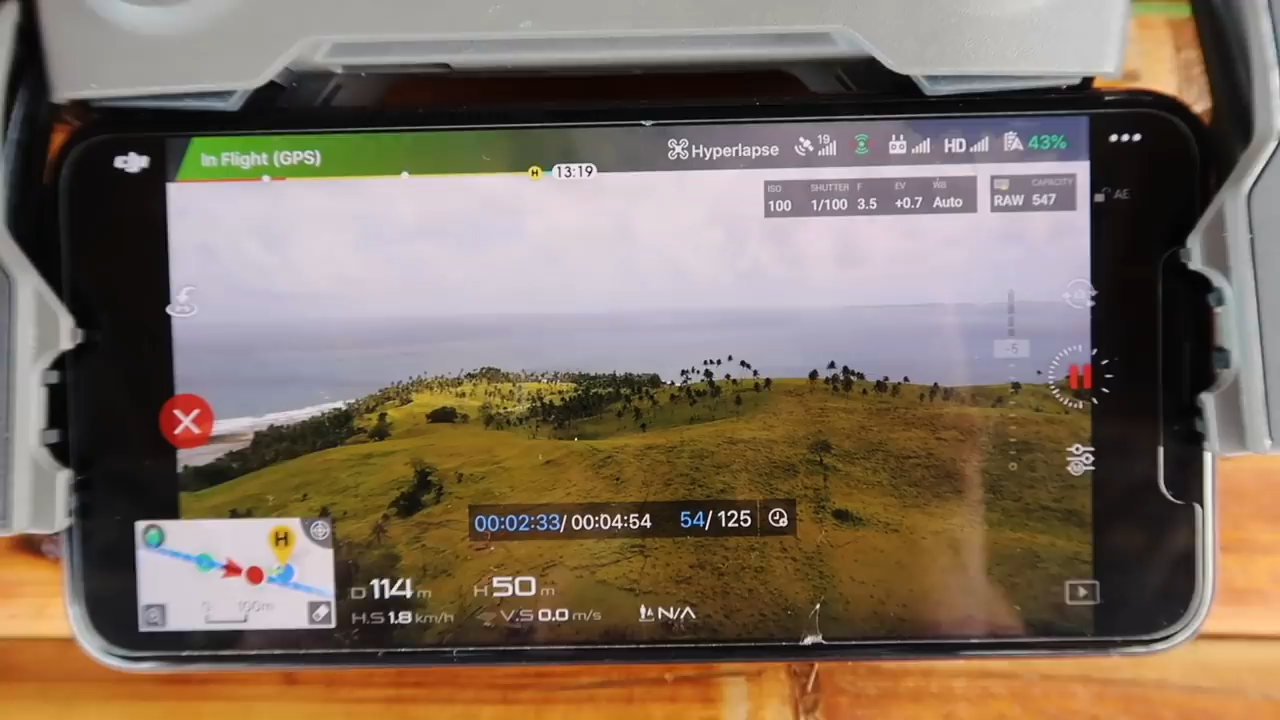 dji In Flight (GPS) Hyperlapse 19 HD 43%
H 13:19
ISO SHUTTER F EV WB CAPACITY
100 1/100 3.5 +0.7 Auto RAW 547
AE
-5
00:02:33/ 00:04:54 54/ 125
H
D 114 m H 50 m
100m
H.S 1.8 km/h V.S 0.0 m/s N/A